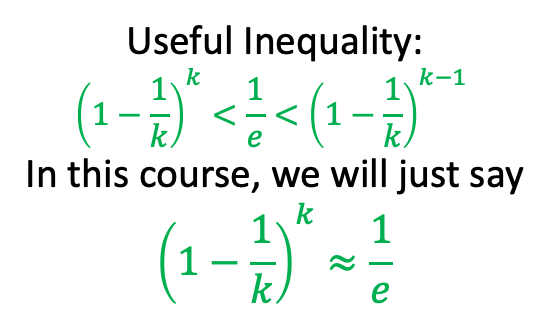 Useful Inequality:
(1 − 1/k)^k < 1/e < (1 − 1/k)^{k−1}
In this course, we will just say
(1 − 1/k)^k ≈ 1/e